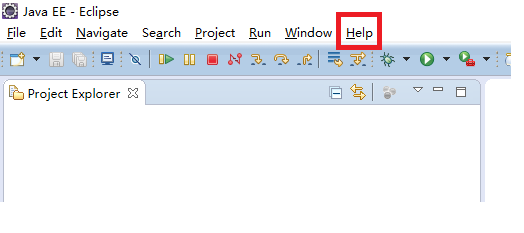 Java EE - Eclipse
File Edit Navigate Search Project Run Window Help
Project Explorer